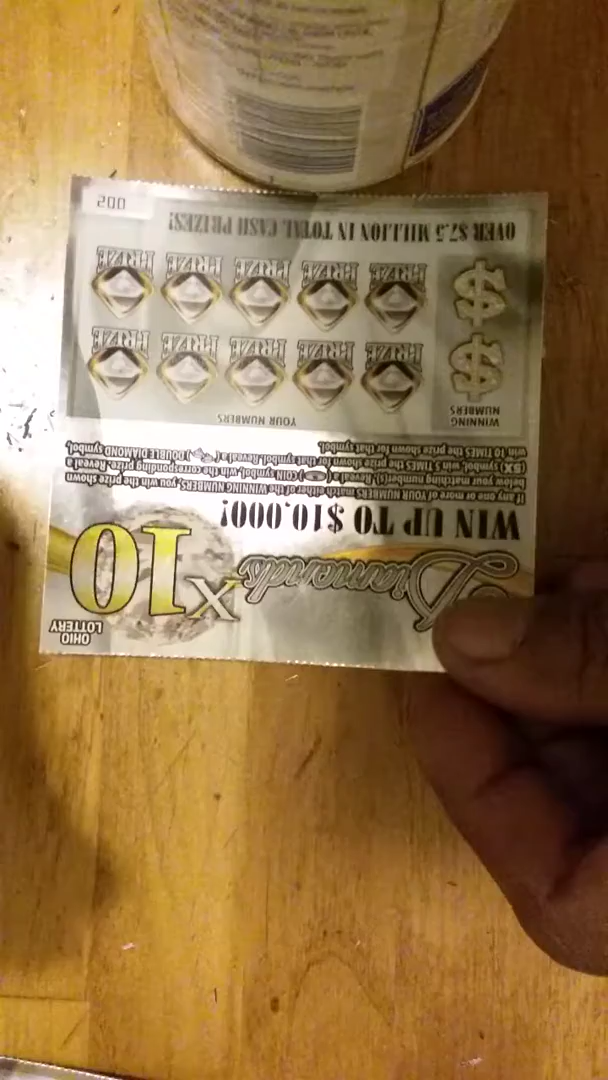 OHIO
LOTTERY
Diamonds X10
WIN UP TO $10,000!
If any one or more of YOUR NUMBERS match either of the WINNING NUMBERS, you win the prize shown
below your matching number(s). Reveal a ( ) COIN symbol, win the corresponding prize. Reveal a
(5X) symbol, win 5 TIMES the prize shown for that symbol. Reveal a ( ) DOUBLE DIAMOND symbol,
win 10 TIMES the prize shown for that symbol.
WINNING
NUMBERS
YOUR NUMBERS
$
PRIZE PRIZE PRIZE PRIZE PRIZE
$
PRIZE PRIZE PRIZE PRIZE PRIZE
OVER $7.5 MILLION IN TOTAL CASH PRIZES!
002